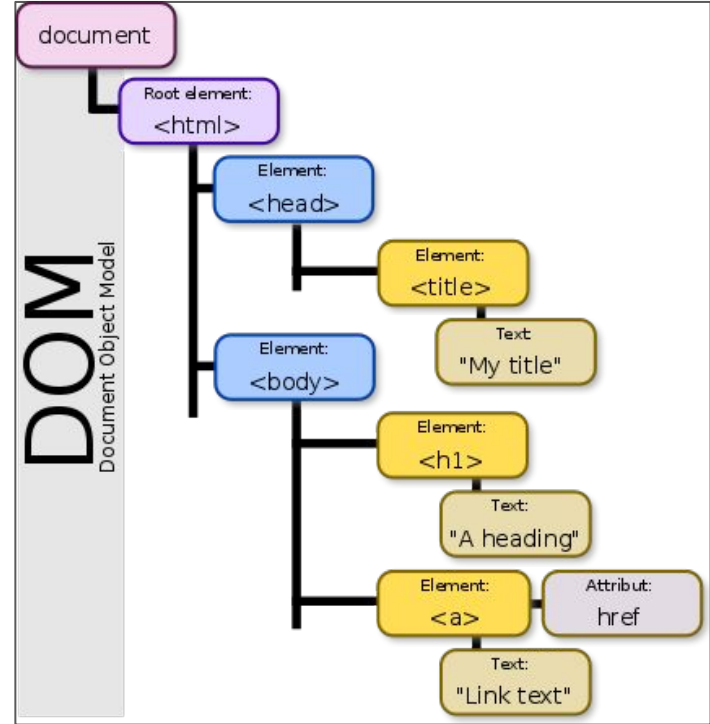 document
Root element:
<html>
Element:
<head>
Element:
<title>
Text
"My title"
Element:
<body>
Element:
<h1>
Text:
"A heading"
Element:
<a>
Attribut:
href
Text:
"Link text"
DOM
Document Object Model